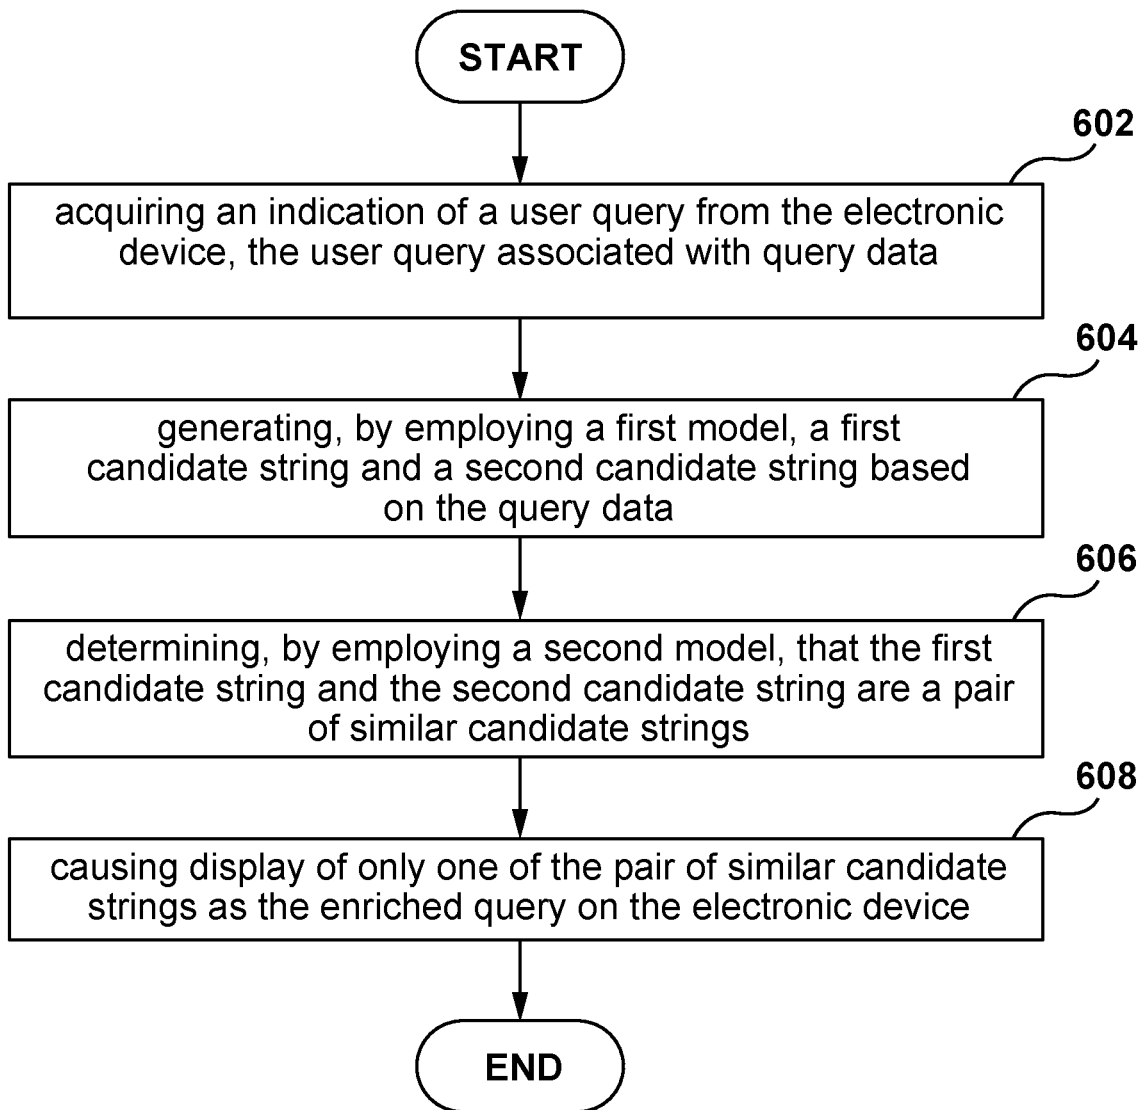 START
602
acquiring an indication of a user query from the electronic
device, the user query associated with query data
604
generating, by employing a first model, a first
candidate string and a second candidate string based
on the query data
606
determining, by employing a second model, that the first
candidate string and the second candidate string are a pair
of similar candidate strings
608
causing display of only one of the pair of similar candidate
strings as the enriched query on the electronic device
END